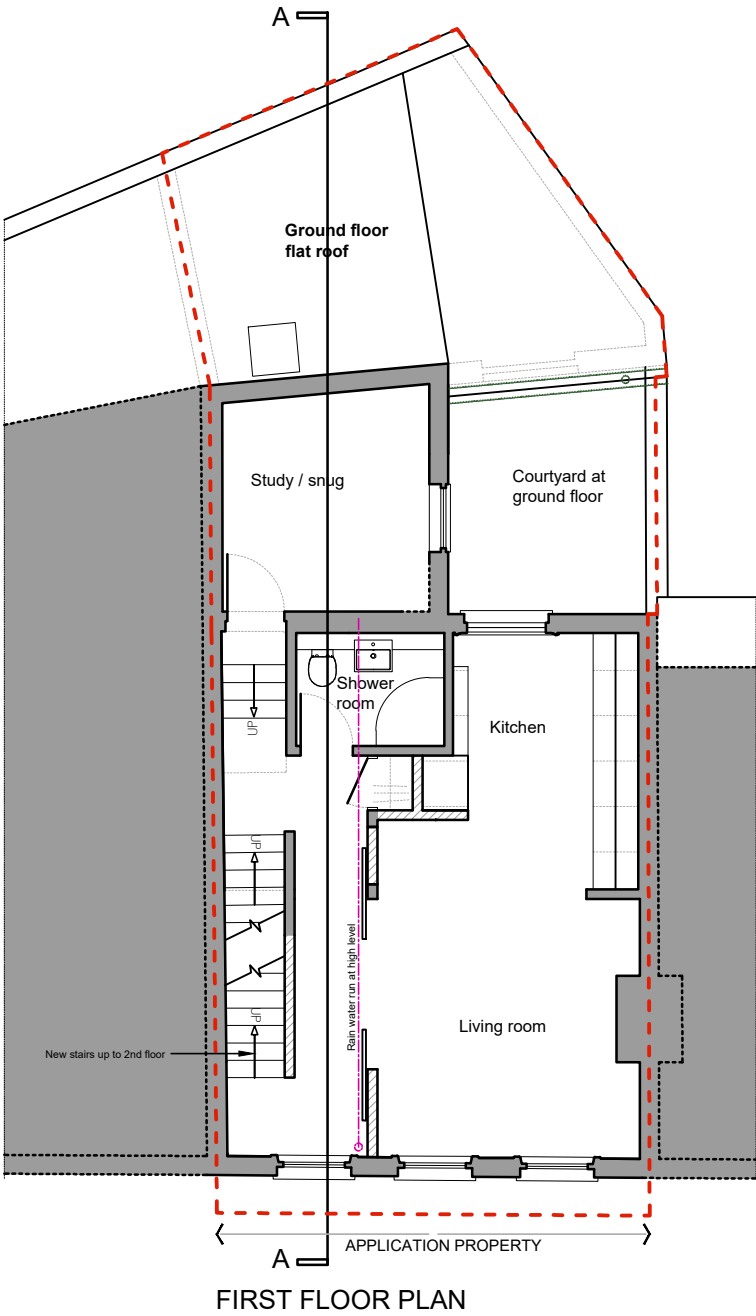 A
Ground floor
flat roof
Study / snug
Courtyard at
ground floor
Shower
room
UP
Kitchen
UP
Rain water run at high level
UP
Living room
New stairs up to 2nd floor
APPLICATION PROPERTY
A
FIRST FLOOR PLAN